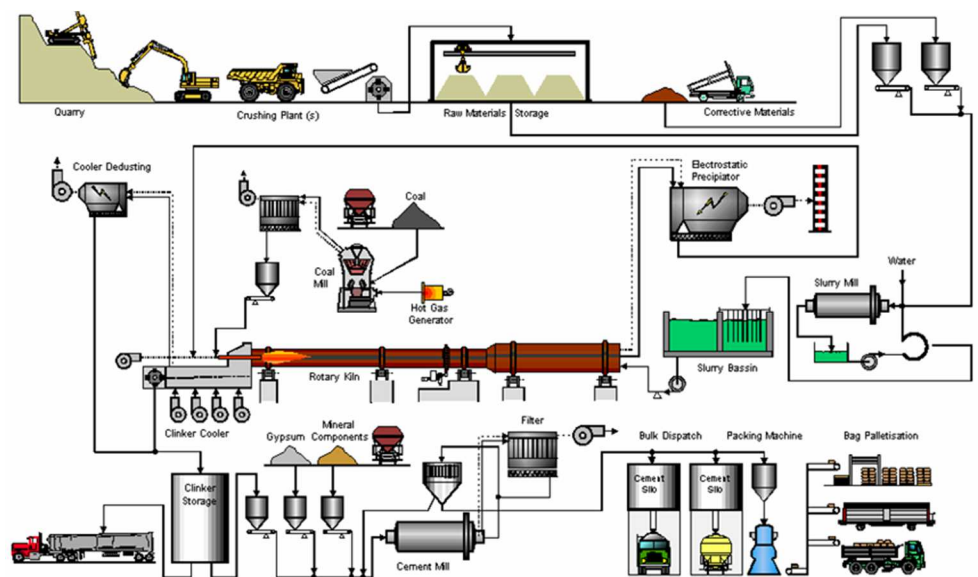 Quarry
Crushing Plant (s)
Raw Materials Storage
Corrective Materials
Cooler Dedusting
Coal
Electrostatic
Precipiator
Coal
Mill
Hot Gas
Generator
Water
Slurry Mill
Rotary Kiln
Slurry Bassin
Clinker Cooler
Gypsum
Mineral
Components
Filter
Bulk Dispatch
Packing Machine
Bag Palletisation
Clinker
Storage
Cement
Silo
Cement
Silo
Cement Mill